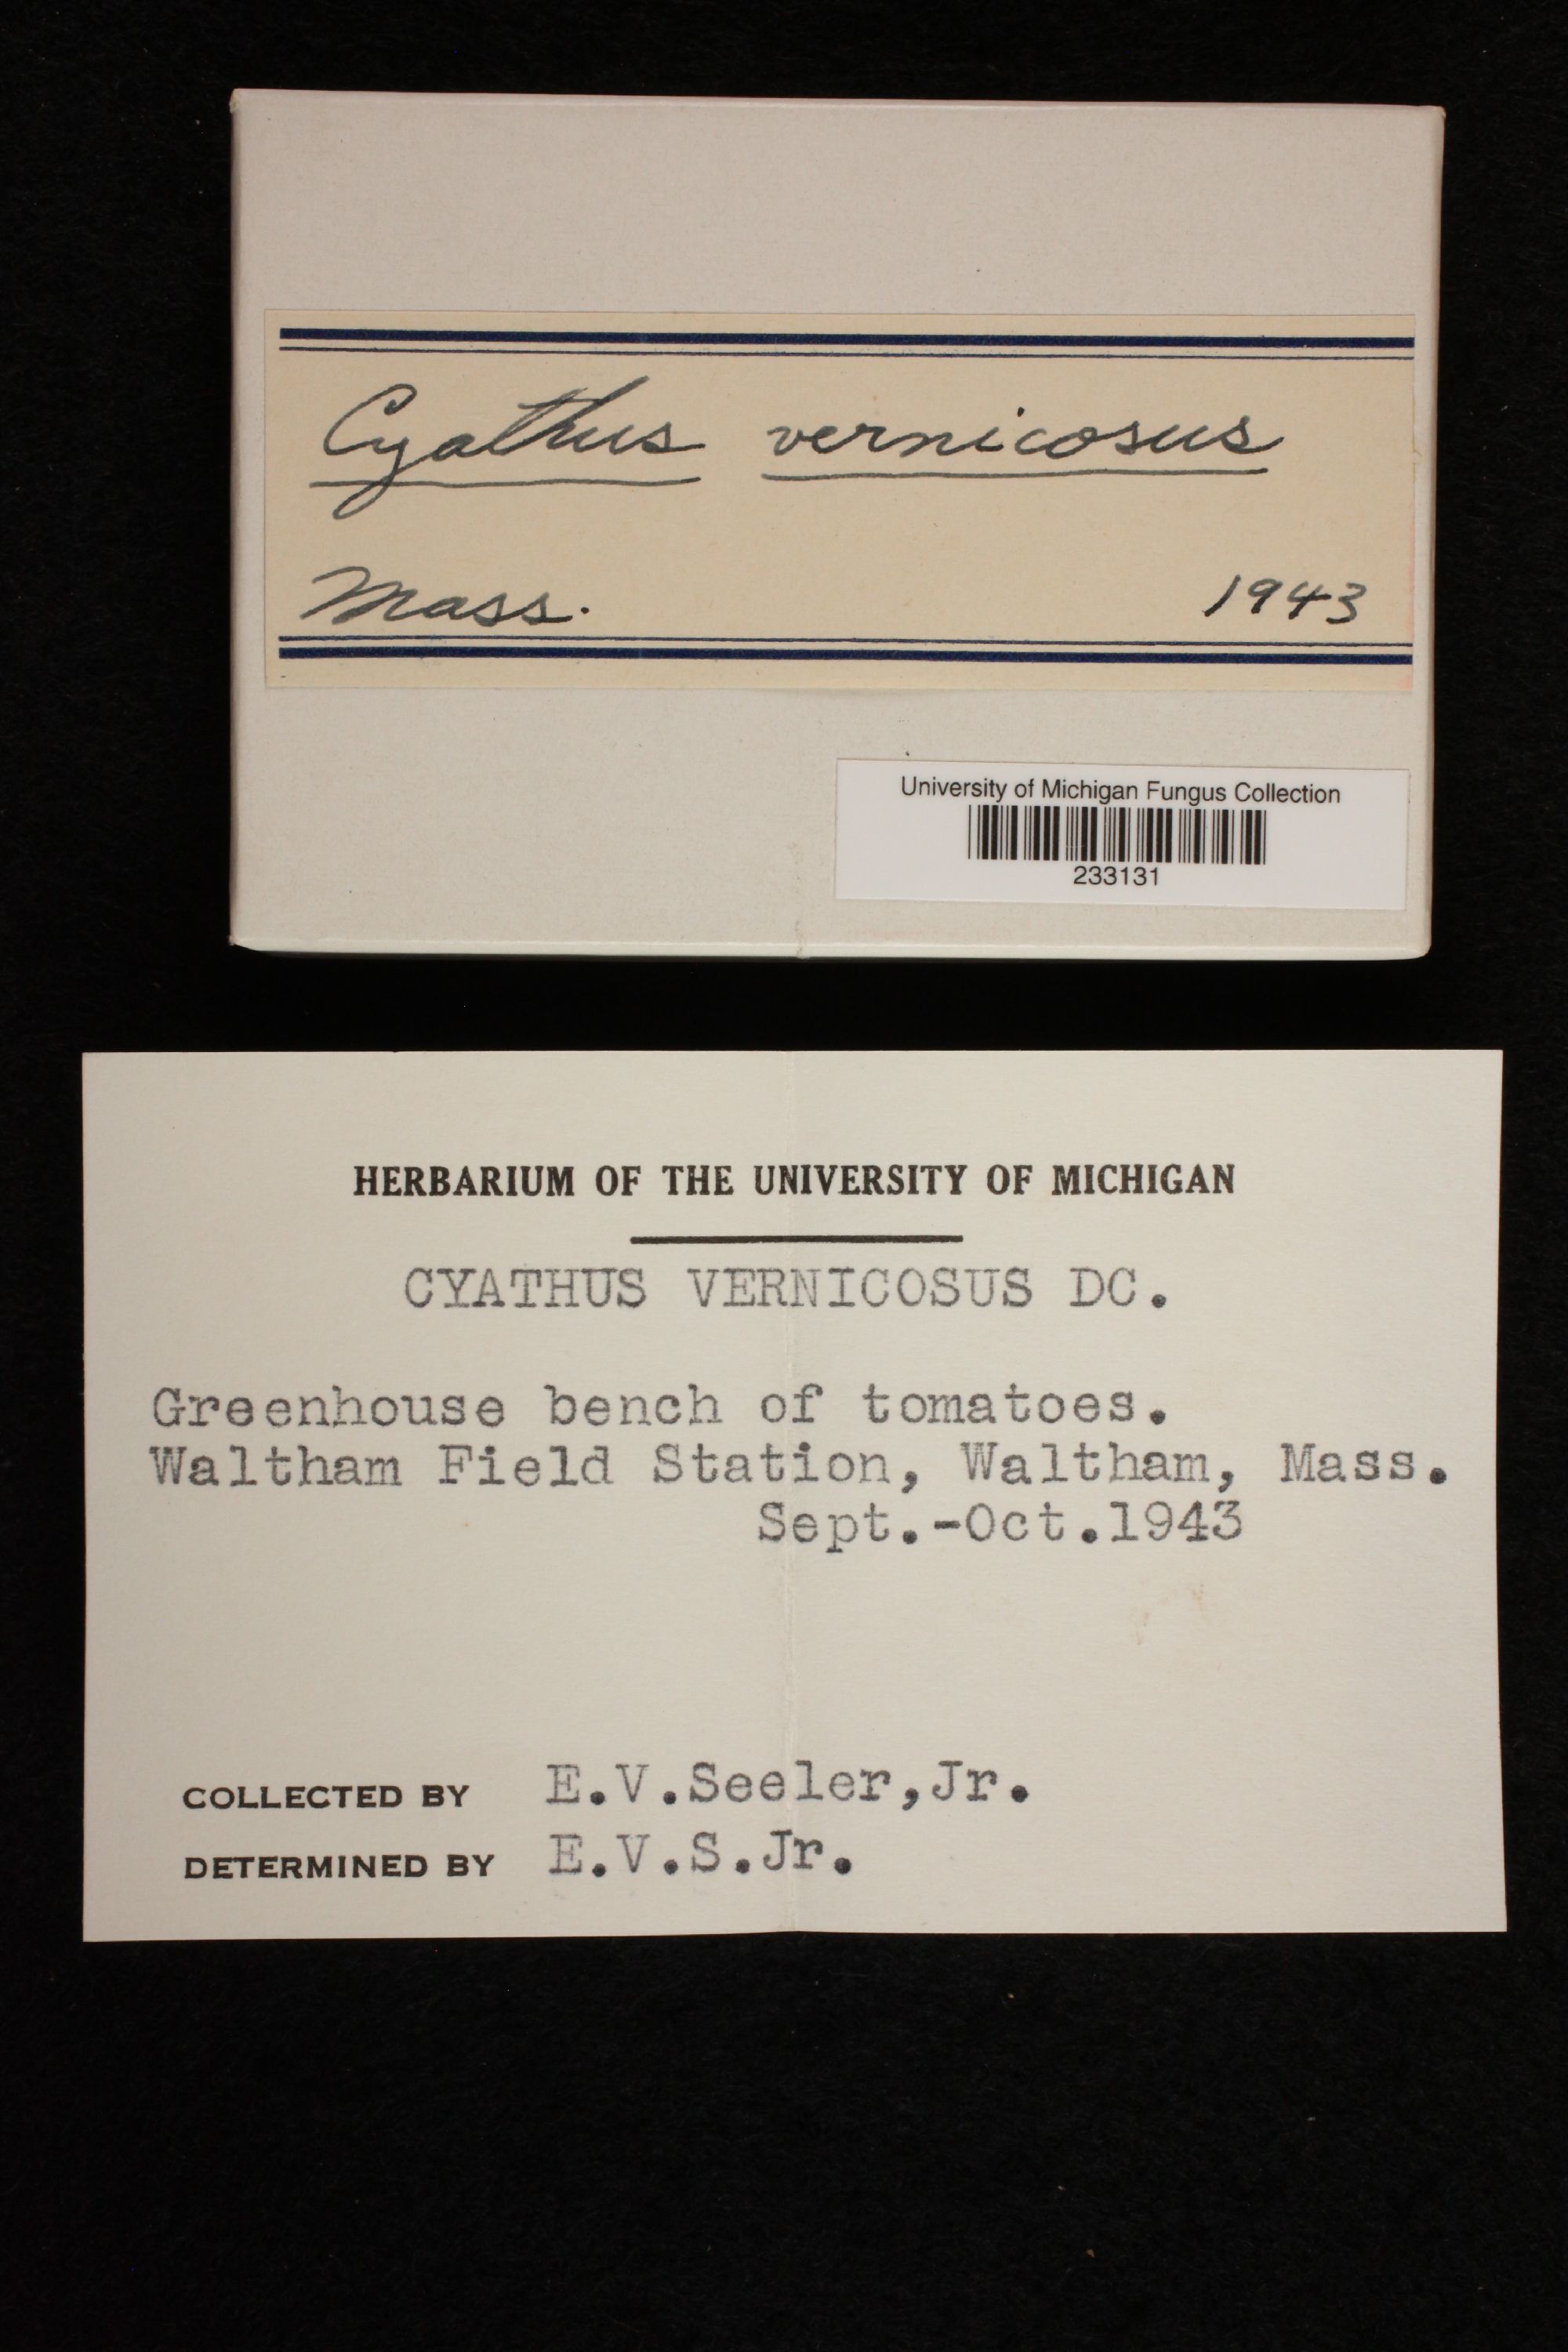 Cyathus vernicosus
Mass. 1943
University of Michigan Fungus Collection
233131
HERBARIUM OF THE UNIVERSITY OF MICHIGAN
CYATHUS VERNICOSUS DC.
Greenhouse bench of tomatoes.
Waltham Field Station, Waltham, Mass.
Sept.-Oct.1943
COLLECTED BY E.V.Seeler,Jr.
DETERMINED BY E.V.S.Jr.